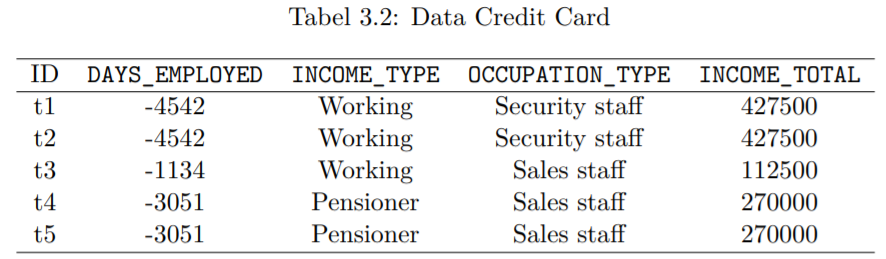 Tabel 3.2: Data Credit Card
ID DAYS_EMPLOYED INCOME_TYPE OCCUPATION_TYPE INCOME_TOTAL
t1 -4542 Working Security staff 427500
t2 -4542 Working Security staff 427500
t3 -1134 Working Sales staff 112500
t4 -3051 Pensioner Sales staff 270000
t5 -3051 Pensioner Sales staff 270000